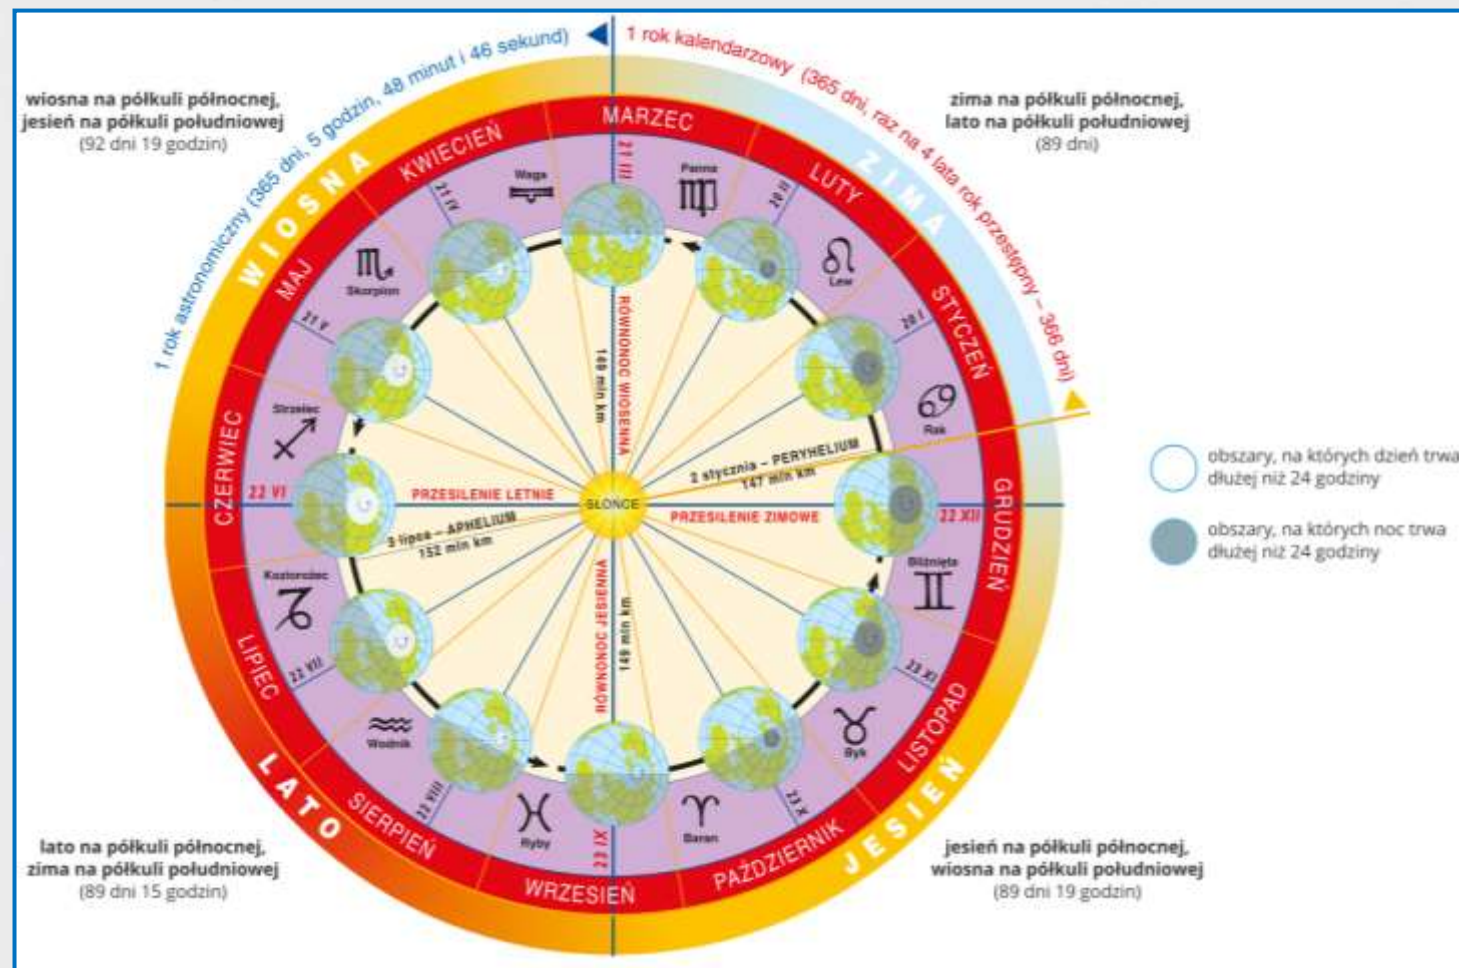 1 rok astronomiczny (365 dni, 5 godzin, 48 minut i 46 sekund)
1 rok kalendarzowy (365 dni, raz na 4 lata rok przestępny – 366 dni)
wiosna na półkuli północnej,
jesień na półkuli południowej
(92 dni 19 godzin)
zima na półkuli północnej,
lato na półkuli południowej
(89 dni)
WIOSNA
ZIMA
LATO
JESIEŃ
MARZEC
LUTY
STYCZEŃ
GRUDZIEŃ
LISTOPAD
PAŹDZIERNIK
WRZESIEŃ
SIERPIEŃ
LIPIEC
CZERWIEC
MAJ
KWIECIEŃ
21 III
Panna
20 II
Lew
20 I
Rak
22 XII
Bliźnięta
23 XI
Byk
23 X
Baran
23 IX
Ryby
22 VIII
Wodnik
22 VII
Koziorożec
22 VI
Strzelec
21 V
Skorpion
21 IV
Waga
RÓWNONOC WIOSENNA
149 mln km
2 stycznia – PERYHELIUM
147 mln km
SŁOŃCE
PRZESILENIE LETNIE
PRZESILENIE ZIMOWE
3 lipca – APHELIUM
152 mln km
RÓWNONOC JESIENNA
149 mln km
obszary, na których dzień trwa
dłużej niż 24 godziny
obszary, na których noc trwa
dłużej niż 24 godziny
lato na półkuli północnej,
zima na półkuli południowej
(89 dni 15 godzin)
jesień na półkuli północnej,
wiosna na półkuli południowej
(89 dni 19 godzin)